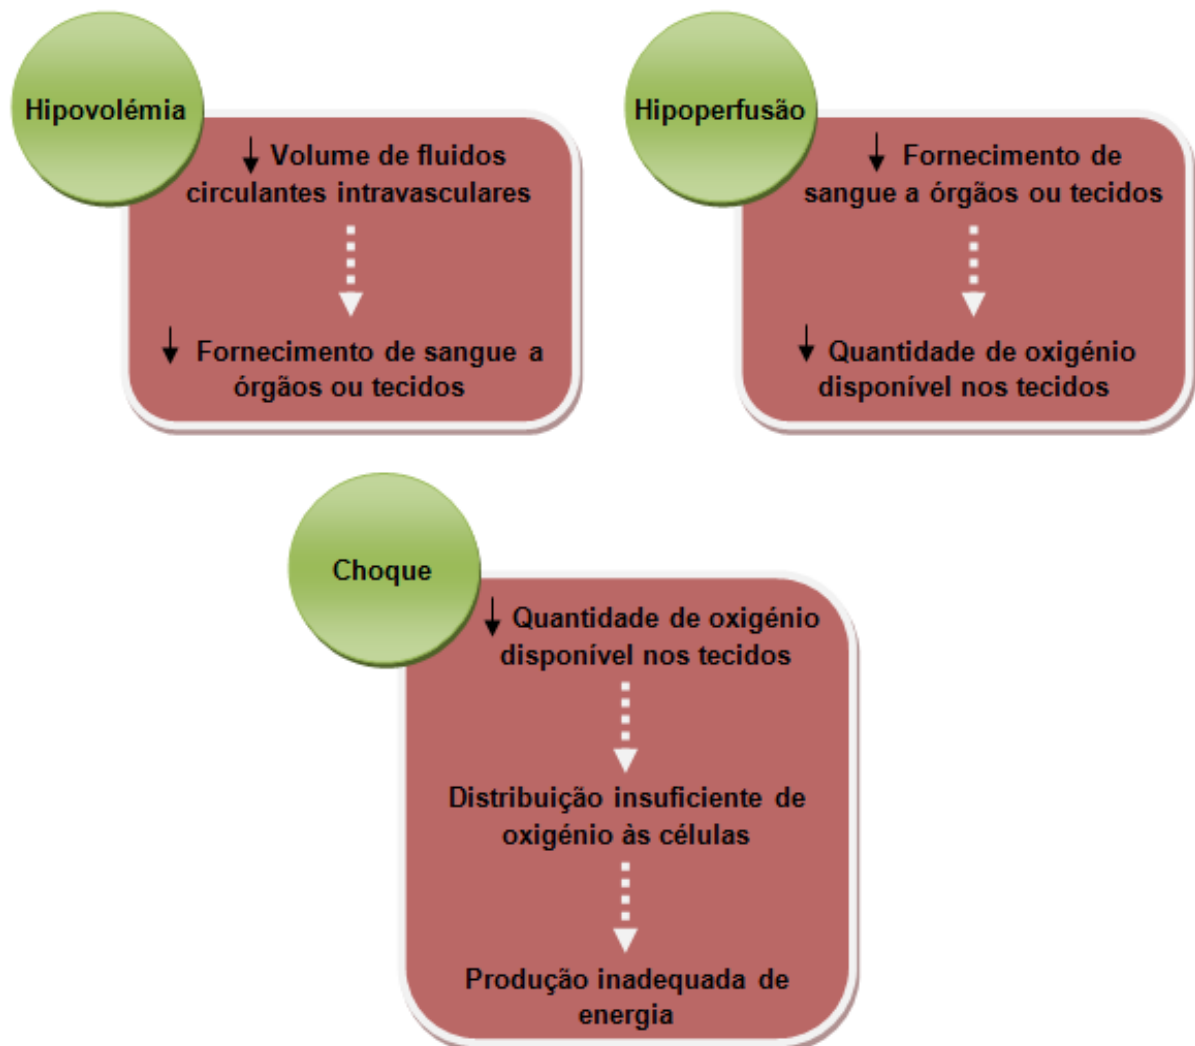 Hipovolémia
↓ Volume de fluidos
circulantes intravasculares
↓ Fornecimento de sangue a
órgãos ou tecidos
Hipoperfusão
↓ Fornecimento de
sangue a órgãos ou tecidos
↓ Quantidade de oxigénio
disponível nos tecidos
Choque
↓ Quantidade de oxigénio
disponível nos tecidos
Distribuição insuficiente de
oxigénio às células
Produção inadequada de
energia